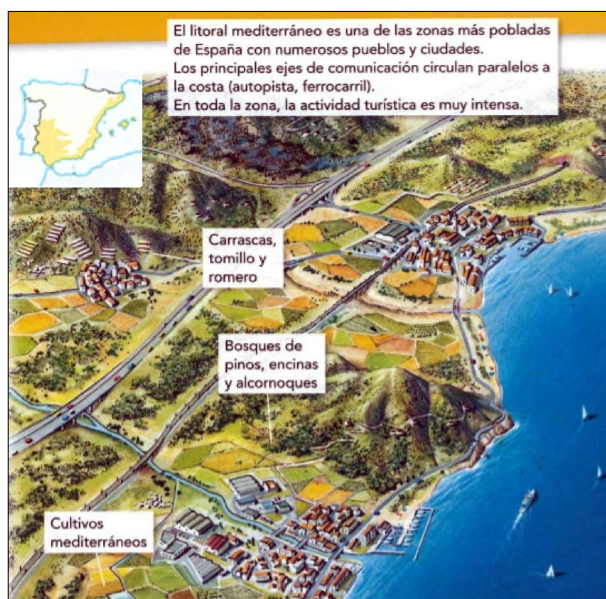 El litoral mediterráneo es una de las zonas más pobladas
de España con numerosos pueblos y ciudades.
Los principales ejes de comunicación circulan paralelos a
la costa (autopista, ferrocarril).
En toda la zona, la actividad turística es muy intensa.
Carrascas,
tomillo y
romero
Bosques de
pinos, encinas
y alcornoques
Cultivos
mediterráneos